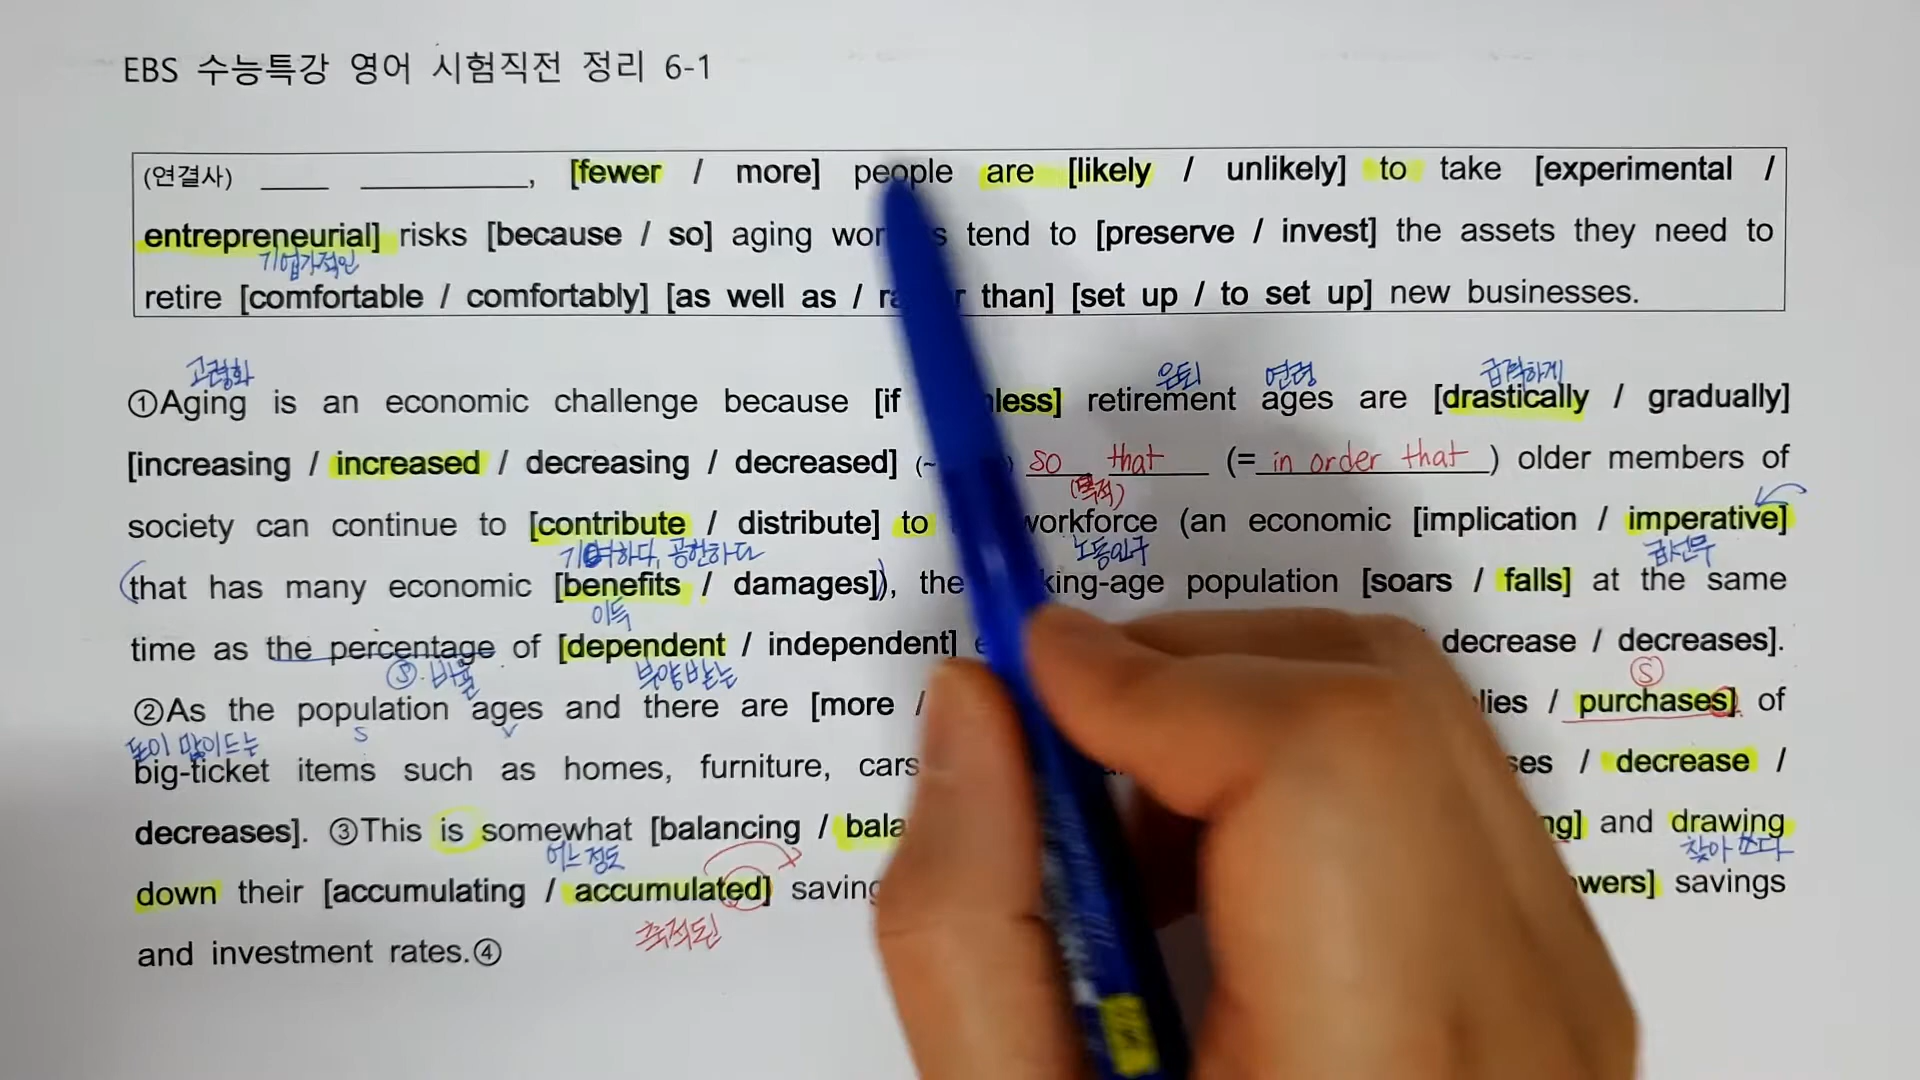 EBS 수능특강 영어 시험직전 정리 6-1
(연결사) ____ __________, [fewer / more] people are [likely / unlikely] to take [experimental /
entrepreneurial] risks [because / so] aging tend to [preserve / invest] the assets they need to
기업가적인
retire [comfortable / comfortably] [as well as / than] [set up / to set up] new businesses.
고령화 은퇴 연령 급격하게
①Aging is an economic challenge because [if retirement ages are [drastically / gradually]
[increasing / increased / decreasing / decreased] (~ ) so that (= in order that ) older members of
(목적)
society can continue to [contribute / distribute] to workforce (an economic [implication / imperative]
기여하다, 공헌하다 노동인구 급선무
that has many economic [benefits / damages]), the king-age population [soars / falls] at the same
이득
time as the percentage of [dependent / independent] decrease / decreases].
ⓢ 비율 부양받는 ⓢ
②As the population ages and there are [more / lies / purchases] of
돈이 많이드는 S V
big-ticket items such as homes, furniture, cars ses / decrease /
decreases]. ③This is somewhat [balancing / ng] and drawing
어느정도 찾아 쓰다
down their [accumulating / accumulated] wers] savings
축적된
and investment rates.④